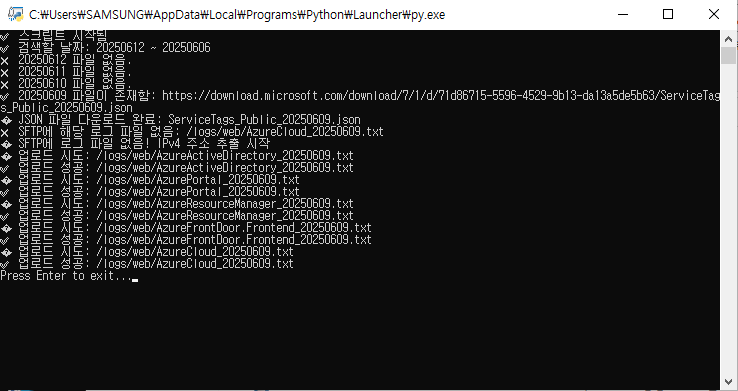 C:₩Users₩SAMSUNG₩AppData₩Local₩Programs₩Python₩Launcher₩py.exe
✔ 스크립트 시작됨
✔ 검색할 날짜: 20250612 ~ 20250606
✕ 20250612 파일 없음.
✕ 20250611 파일 없음.
✕ 20250610 파일 없음.
✔ 20250609 파일이 존재함: https://download.microsoft.com/download/7/1/d/71d86715-5596-4529-9b13-da13a5de5b63/ServiceTag
s_Public_20250609.json
� JSON 파일 다운로드 완료: ServiceTags_Public_20250609.json
✕ SFTP에 해당 로그 파일 없음: /logs/web/AzureCloud_20250609.txt
� SFTP에 로그 파일 없음! IPv4 주소 추출 시작
� 업로드 시도: /logs/web/AzureActiveDirectory_20250609.txt
✔ 업로드 성공: /logs/web/AzureActiveDirectory_20250609.txt
� 업로드 시도: /logs/web/AzurePortal_20250609.txt
✔ 업로드 성공: /logs/web/AzurePortal_20250609.txt
� 업로드 시도: /logs/web/AzureResourceManager_20250609.txt
✔ 업로드 성공: /logs/web/AzureResourceManager_20250609.txt
� 업로드 시도: /logs/web/AzureFrontDoor.Frontend_20250609.txt
✔ 업로드 성공: /logs/web/AzureFrontDoor.Frontend_20250609.txt
� 업로드 시도: /logs/web/AzureCloud_20250609.txt
✔ 업로드 성공: /logs/web/AzureCloud_20250609.txt
Press Enter to exit...